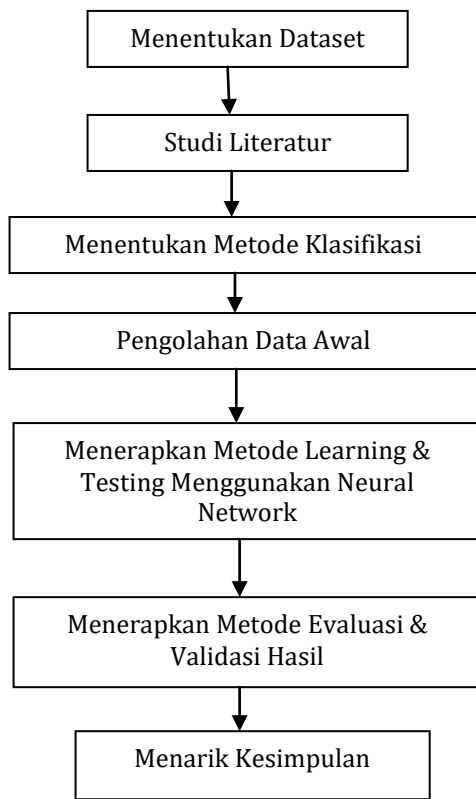 Menentukan Dataset
Studi Literatur
Menentukan Metode Klasifikasi
Pengolahan Data Awal
Menerapkan Metode Learning &
Testing Menggunakan Neural
Network
Menerapkan Metode Evaluasi &
Validasi Hasil
Menarik Kesimpulan